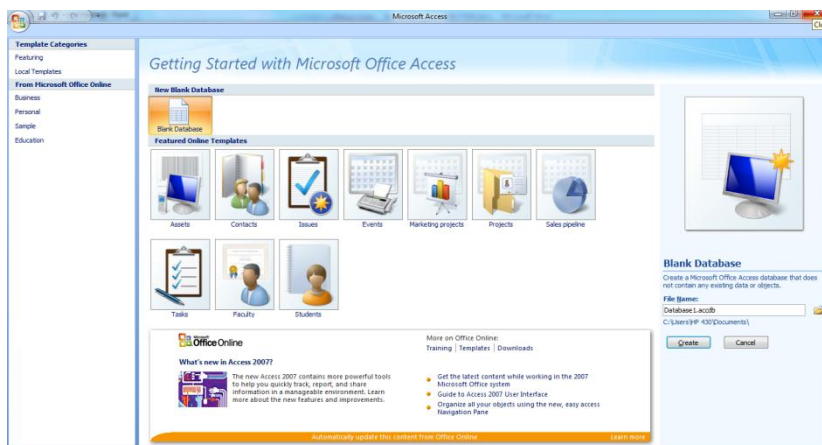 Microsoft Access
Clo
Template Categories
Featuring
Local Templates
From Microsoft Office Online
Business
Personal
Sample
Education
Getting Started with Microsoft Office Access
New Blank Database
Blank Database
Featured Online Templates
Assets
Contacts
Issues
Events
Marketing projects
Projects
Sales pipeline
Tasks
Faculty
Students
Microsoft
Office Online
What's new in Access 2007?
The new Access 2007 contains more powerful tools
to help you quickly track, report, and share
information in a manageable environment. Learn
more about the new features and improvements.
More on Office Online:
Training | Templates | Downloads
Get the latest content while working in the 2007
Microsoft Office system
Guide to Access 2007 User Interface
Organize all your objects using the new, easy access
Navigation Pane
Automatically update this content from Office Online
Learn more
Blank Database
Create a Microsoft Office Access database that does
not contain any existing data or objects.
File Name:
Database1.accdb
C:\Users\HP 430\Documents\
Create
Cancel